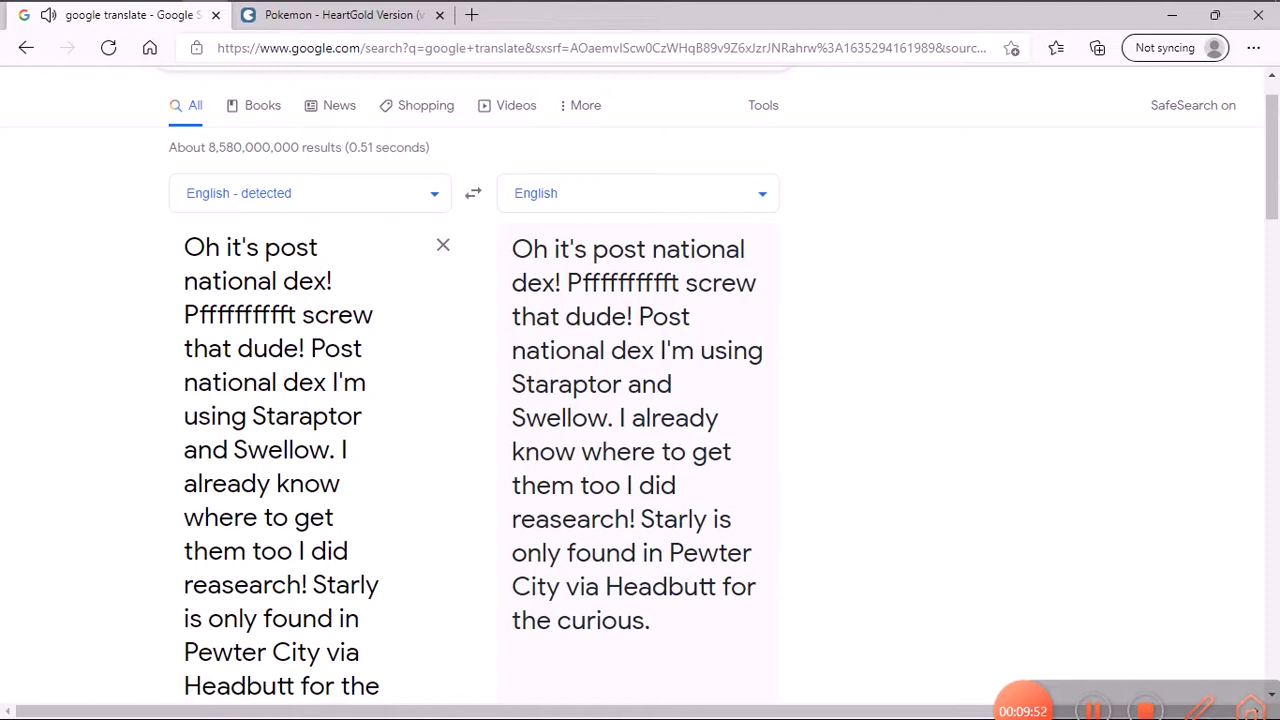 google translate - Google S
Pokemon - HeartGold Version (v
https://www.google.com/search?q=google+translate&sxsrf=AOaemvIScw0CzWHqB89v9Z6xJzrJNRahrw%3A1635294161989&sourc...
Not syncing
All
Books
News
Shopping
Videos
More
Tools
SafeSearch on
About 8,580,000,000 results (0.51 seconds)
English - detected
English
Oh it's post
national dex!
Pffffffffffft screw
that dude! Post
national dex I'm
using Staraptor
and Swellow. I
already know
where to get
them too I did
reasearch! Starly
is only found in
Pewter City via
Headbutt for the
Oh it's post national
dex! Pffffffffffft screw
that dude! Post
national dex I'm using
Staraptor and
Swellow. I already
know where to get
them too I did
reasearch! Starly is
only found in Pewter
City via Headbutt for
the curious.
00:09:52